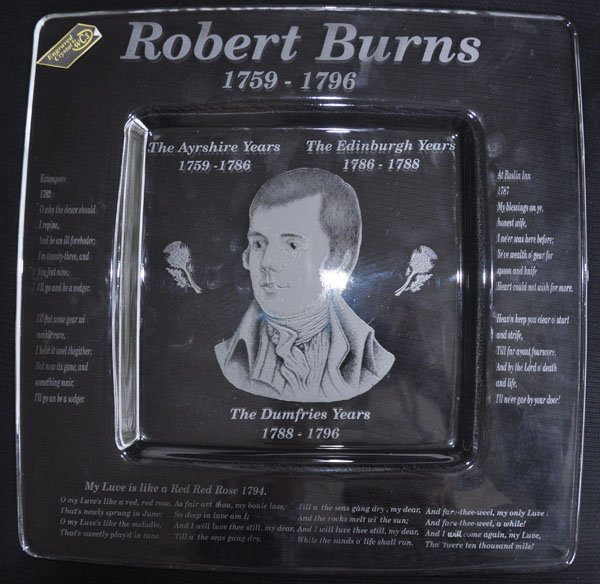 Engraved
Crystal by
WCS
Robert Burns
1759 - 1796
The Ayrshire Years
1759 -1786
The Edinburgh Years
1786 - 1788
Extempore
1782
O why the deuce should
I repine,
And be an ill foreboder;
I'm twenty-three, and
five feet nine,
I'll go and be a sodger.
I'll but some gear wi
meikle care,
I held it weel thegither;
But now its gane, and
something mair,
I'll go an be a sodger.
At Roslin Inn
1787
My blessings on ye,
honest wife,
I ne'er was here before;
Ye've wealth o' gear for
spoon and knife
Heart could not wish for more.
Heav'n keep you clear o' sturt
and strife,
Till far ayont fourscore,
And by the Lord o' death
and life,
I'll ne'er gae by your door!
The Dumfries Years
1788 - 1796
My Luve is like a Red Red Rose 1794.
O my Luve's like a red, red rose,
That's newly sprung in June:
O my Luve's like the melodie,
That's sweetly play'd in tune.
As fair art thou, my bonie lass,
So deep in luve am I;
And I will luve thee still, my dear,
Till a' the seas gang dry.
Till a' the seas gang dry, my dear,
And the rocks melt wi' the sun;
And I will luve thee still, my dear,
While the sands o' life shall run.
And fare-thee-weel, my only Luve!
And fare-thee-weel, a while!
And I will come again, my Luve,
Tho' 'twere ten thousand mile!